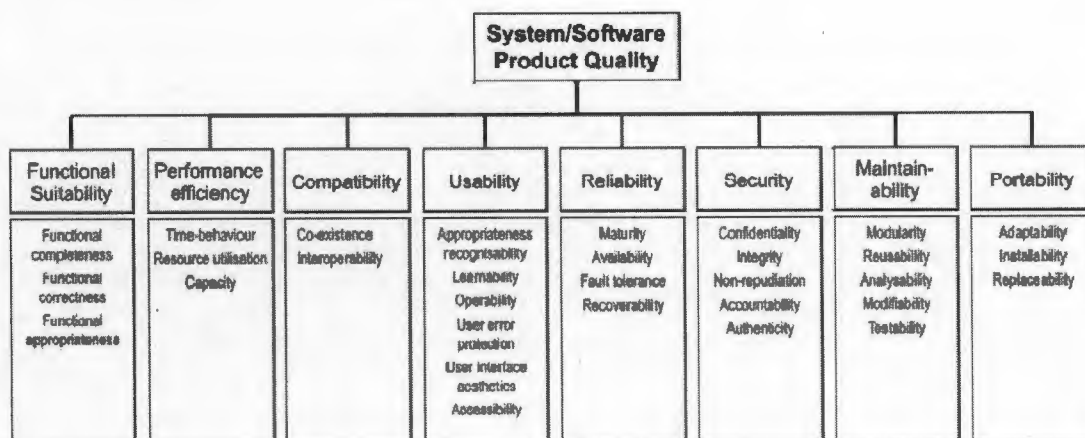 System/Software
Product Quality
Functional
Suitability
Functional
completeness
Functional
correctness
Functional
appropriateness
Performance
efficiency
Time-behaviour
Resource utilisation
Capacity
Compatibility
Co-existence
Interoperability
Usability
Appropriateness
recognisability
Learnability
Operability
User error
protection
User interface
aesthetics
Accessibility
Reliability
Maturity
Availability
Fault tolerance
Recoverability
Security
Confidentiality
Integrity
Non-repudiation
Accountability
Authenticity
Maintain-
ability
Modularity
Reusability
Analysability
Modifiability
Testability
Portability
Adaptability
Installability
Replaceability